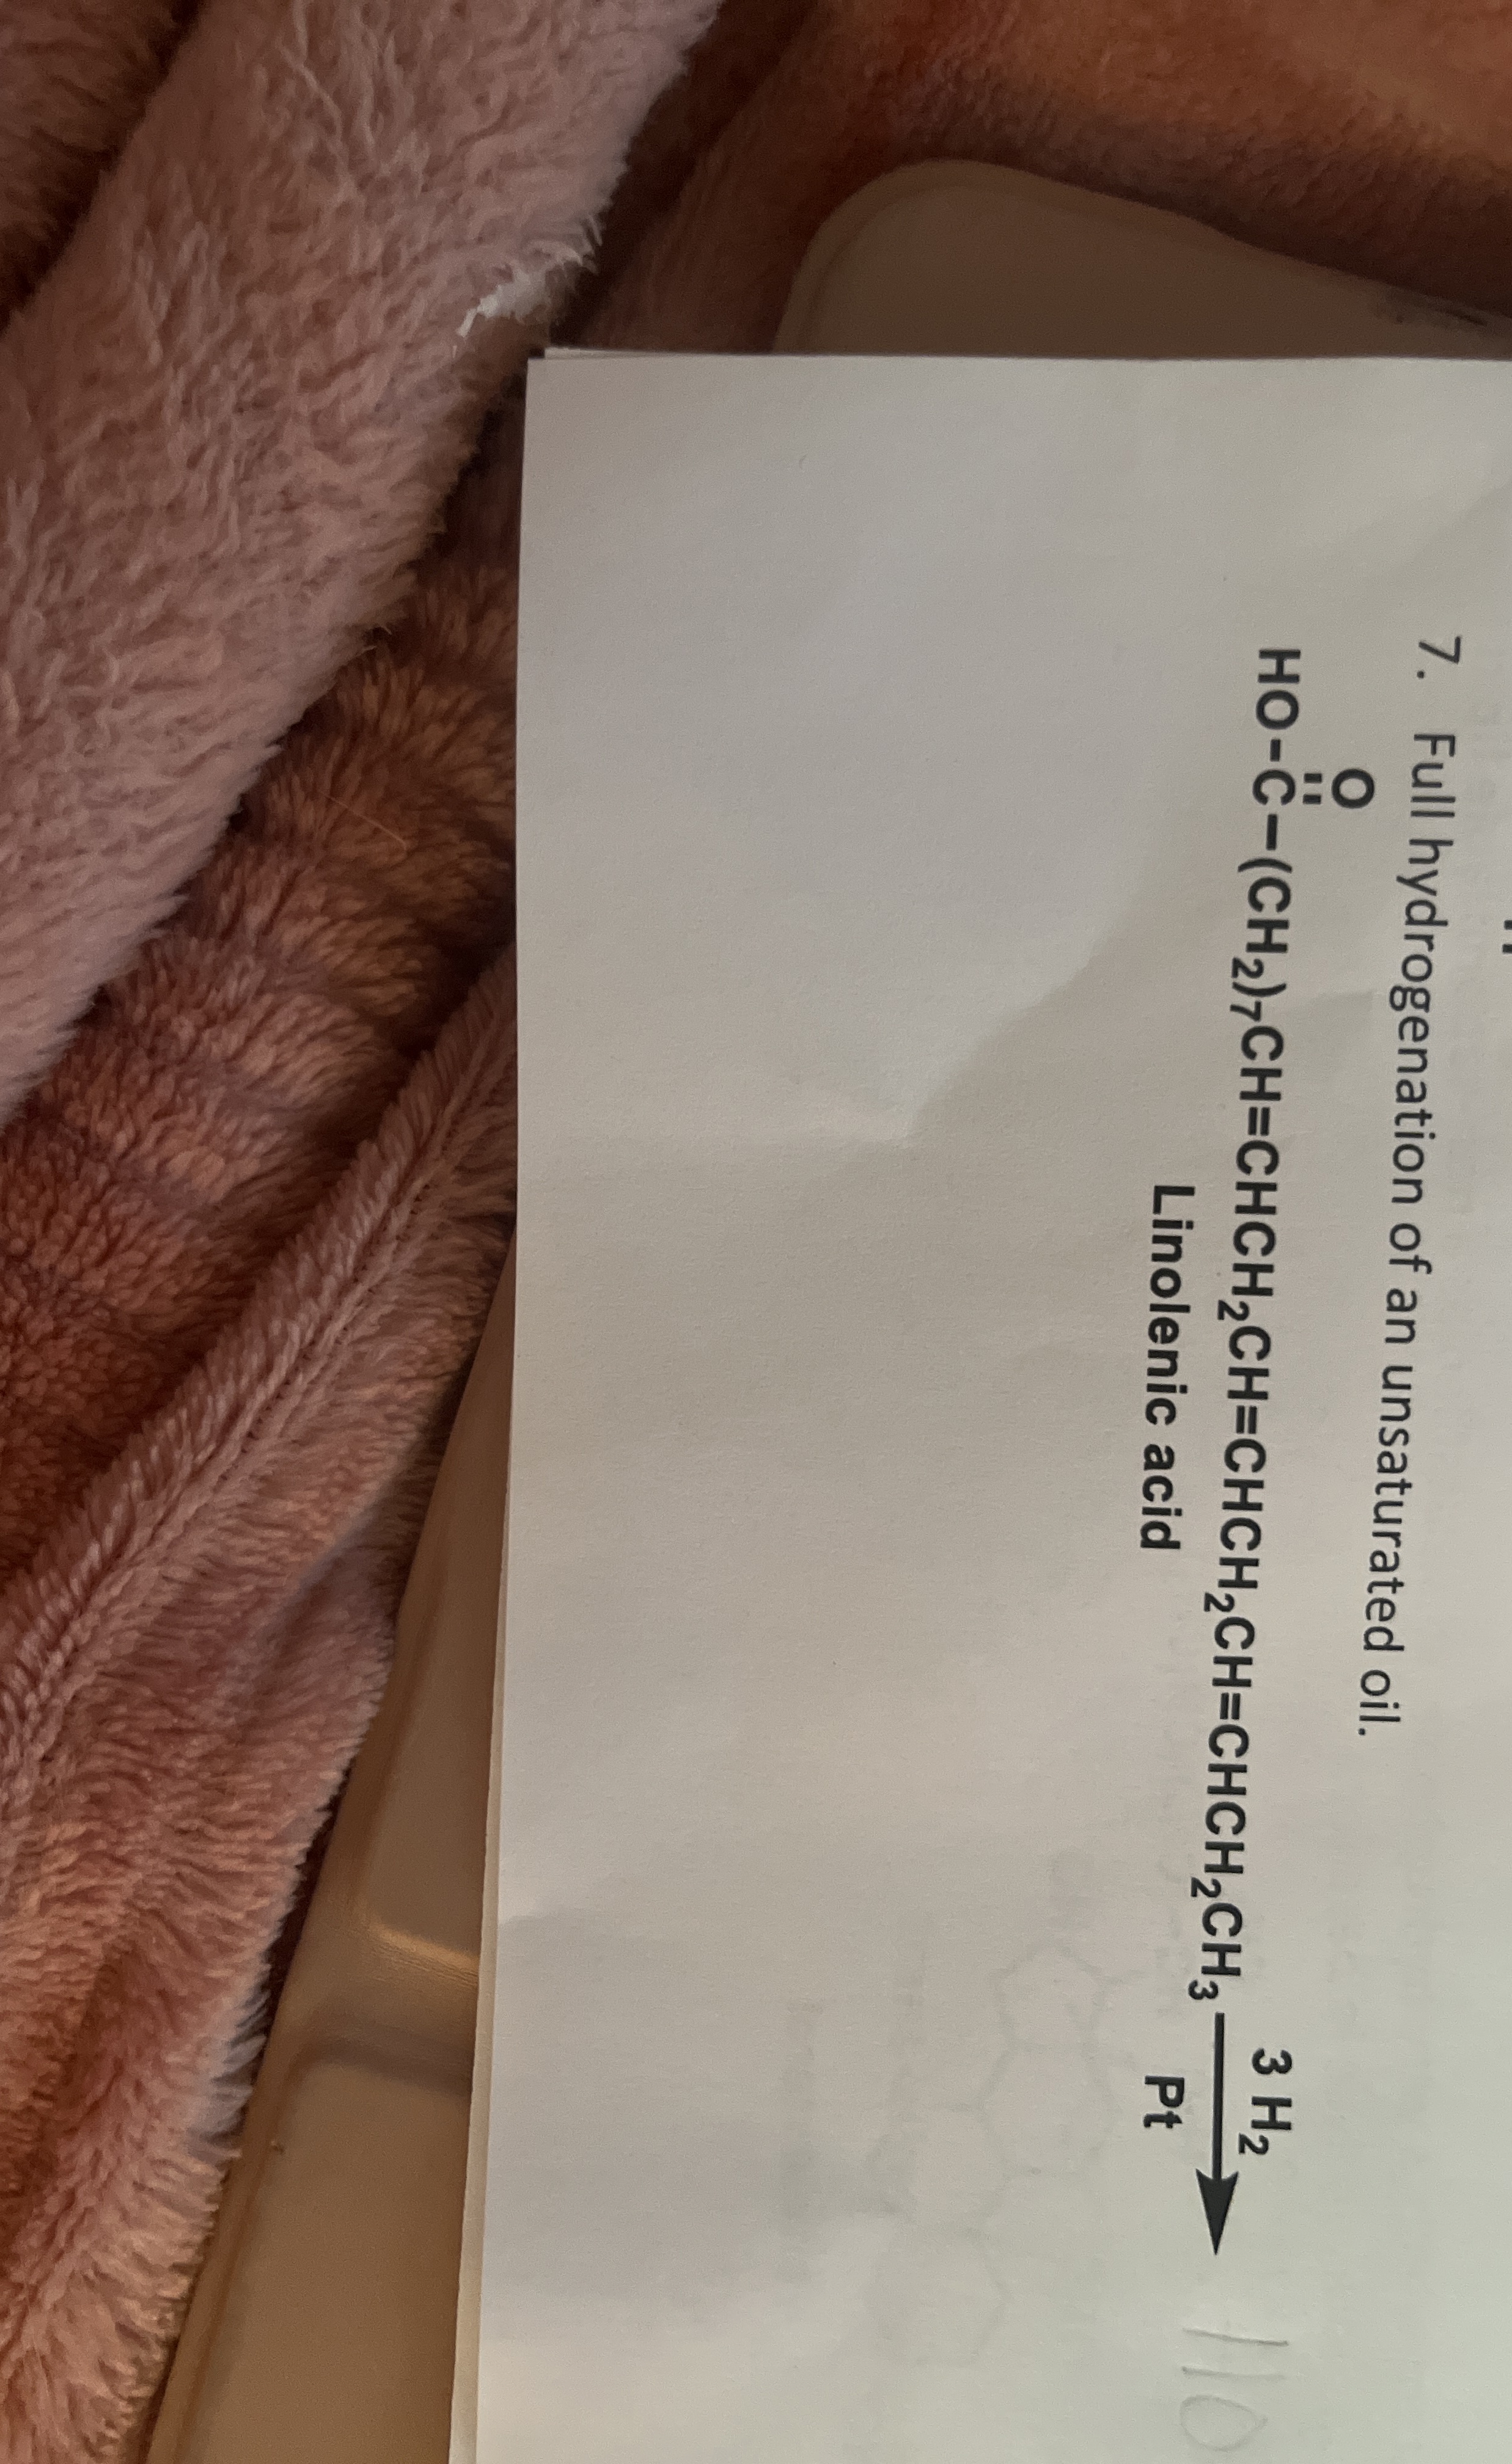 7. Full hydrogenation of an unsaturated oil.
O
HO-C-(CH₂)₇CH=CHCH₂CH=CHCH₂CH=CHCH₂CH₃
3 H₂
Pt
Linolenic acid